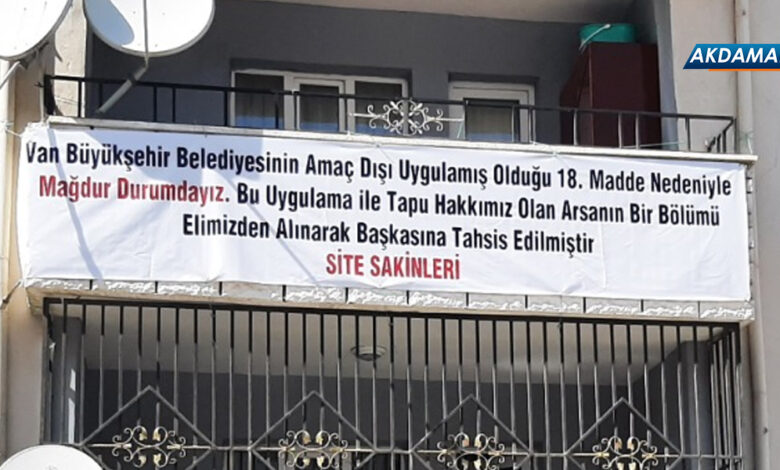 AKDAMA
Van Büyükşehir Belediyesinin Amaç Dışı Uygulamış Olduğu 18. Madde Nedeniyle
Mağdur Durumdayız. Bu Uygulama ile Tapu Hakkımız Olan Arsanın Bir Bölümü
Elimizden Alınarak Başkasına Tahsis Edilmiştir
SİTE SAKİNLERİ